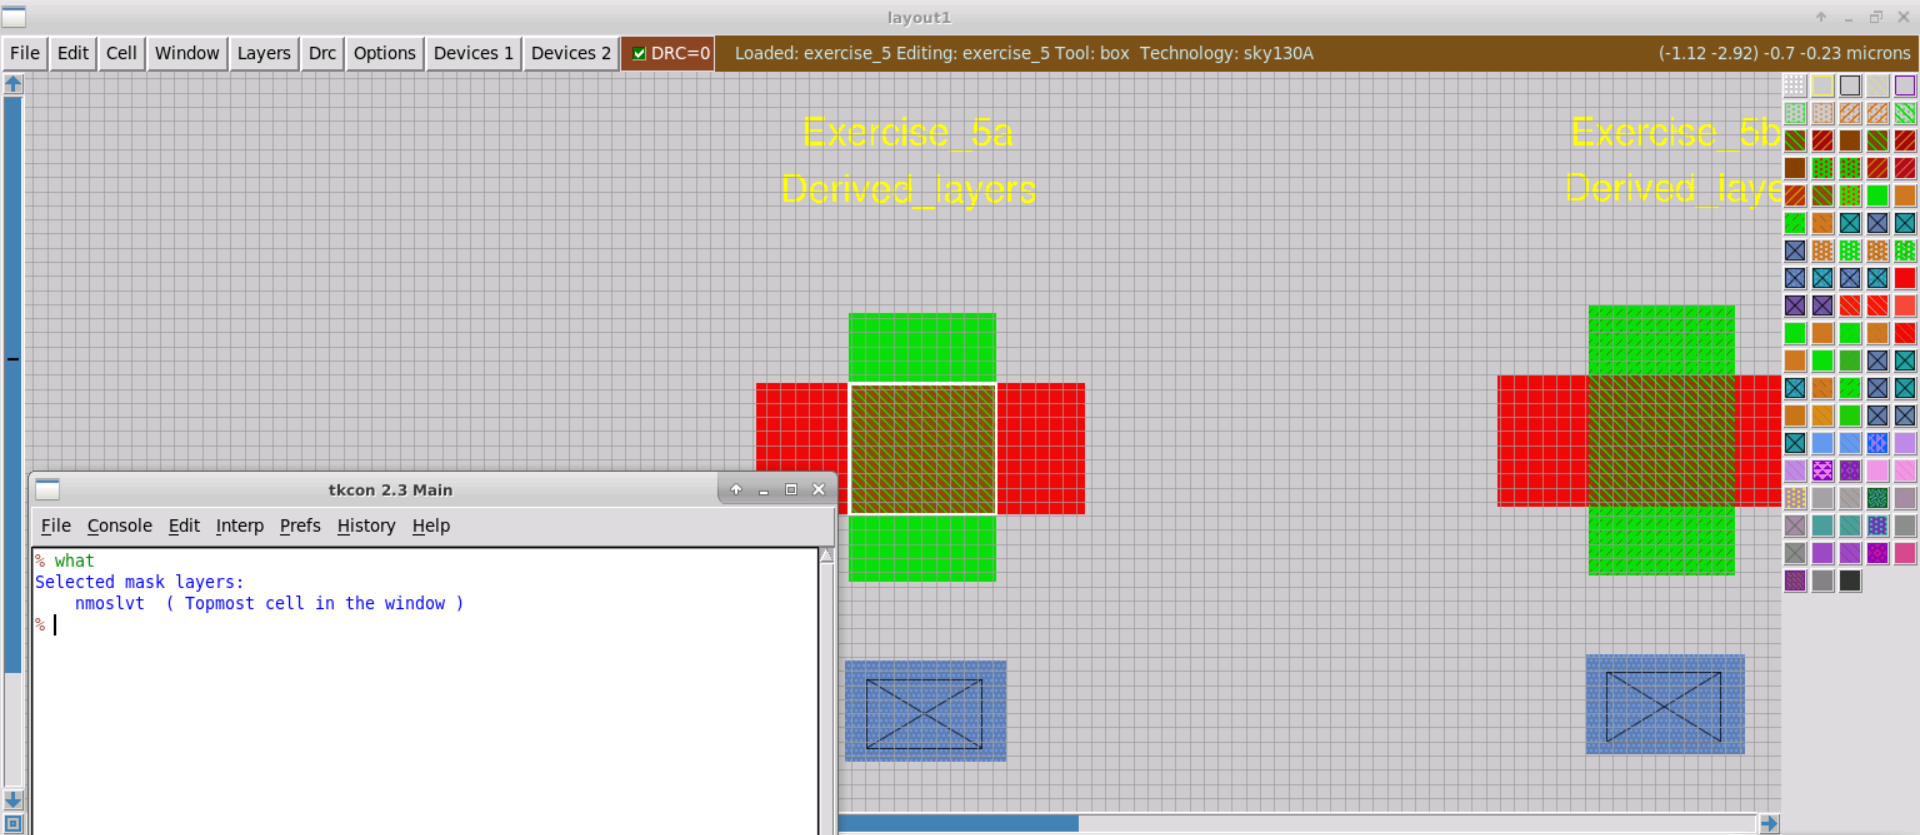 layout1
File Edit Cell Window Layers Drc Options Devices 1 Devices 2 DRC=0 Loaded: exercise_5 Editing: exercise_5 Tool: box Technology: sky130A (-1.12 -2.92) -0.7 -0.23 microns
Exercise_5a
Derived_layers
Exercise_5b
Derived_laye
tkcon 2.3 Main
File Console Edit Interp Prefs History Help
% what
Selected mask layers:
nmoslvt ( Topmost cell in the window )
%